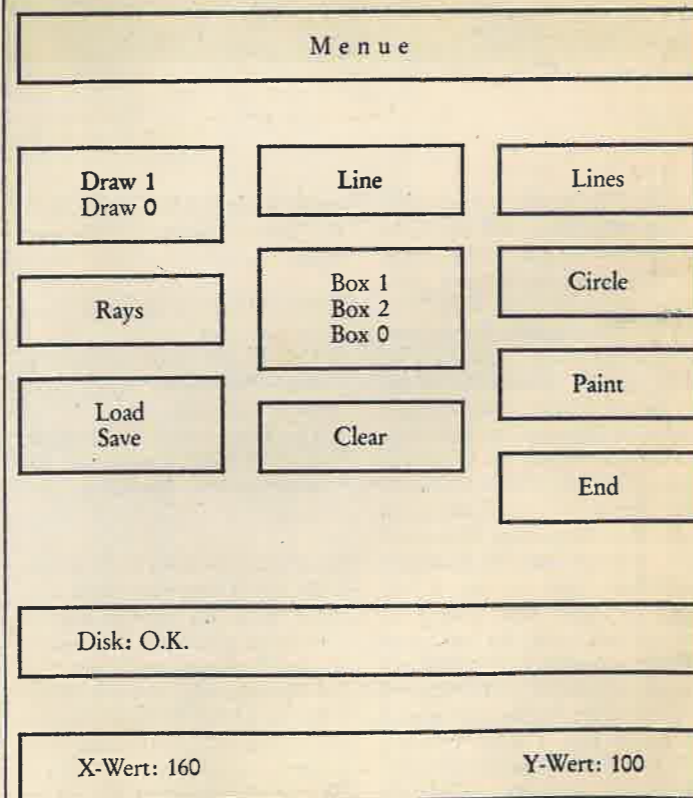 Menue
Draw 1
Draw 0
Line
Lines
Rays
Box 1
Box 2
Box 0
Circle
Load
Save
Clear
Paint
End
Disk: O.K.
X-Wert: 160 Y-Wert: 100